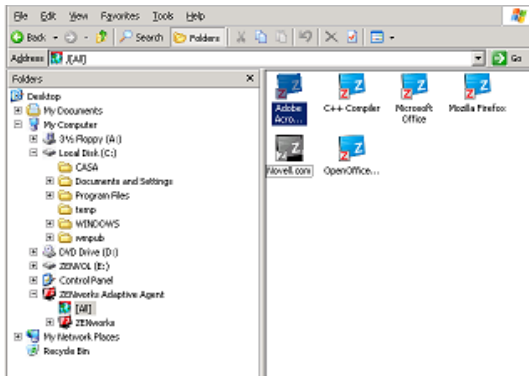 File Edit View Favorites Tools Help
Back Search Folders
Address \[All] Go
Folders
Desktop
My Documents
My Computer
3½ Floppy (A:)
Local Disk (C:)
CASA
Documents and Settings
Program Files
temp
WINDOWS
wmpub
DVD Drive (D:)
ZENVOL (E:)
Control Panel
ZENworks Adaptive Agent
[All]
ZENworks
My Network Places
Recycle Bin
Adobe Acro...
C++ Compiler
Microsoft Office
Mozilla Firefox
Novell.com
OpenOffice...